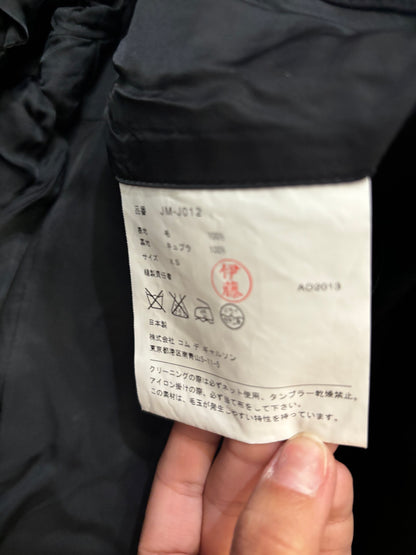 品番 JM-J012
表地 毛 100%
裏地 キュプラ 100%
サイズ XS
縫製責任者 伊藤
AD2013
日本製
株式会社 コム デ ギャルソン
東京都港区南青山5-11-5
クリーニングの際は必ずネット使用、タンブラー乾燥禁止。
アイロン掛けの際、必ず当て布をして下さい。
この素材は、毛玉が発生しやすい特性を持っています。